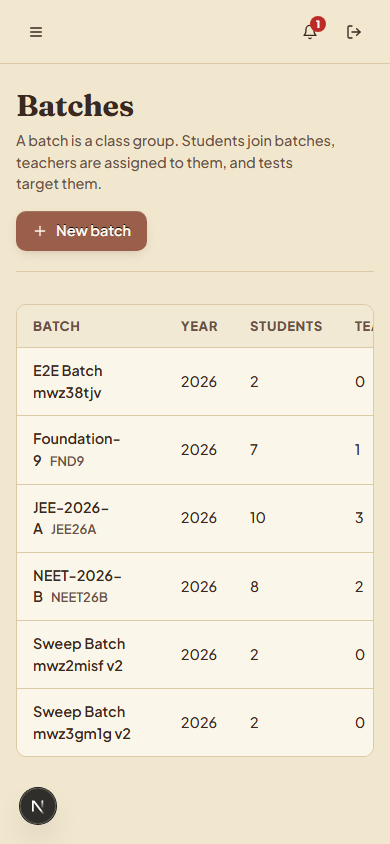 1
Batches
A batch is a class group. Students join batches,
teachers are assigned to them, and tests
target them.
+ New batch
BATCH YEAR STUDENTS TEA
E2E Batch
mwz38tjv 2026 2 0
Foundation-
9 FND9 2026 7 1
JEE-2026-
A JEE26A 2026 10 3
NEET-2026-
B NEET26B 2026 8 2
Sweep Batch
mwz2misf v2 2026 2 0
Sweep Batch
mwz3gm1g v2 2026 2 0
N